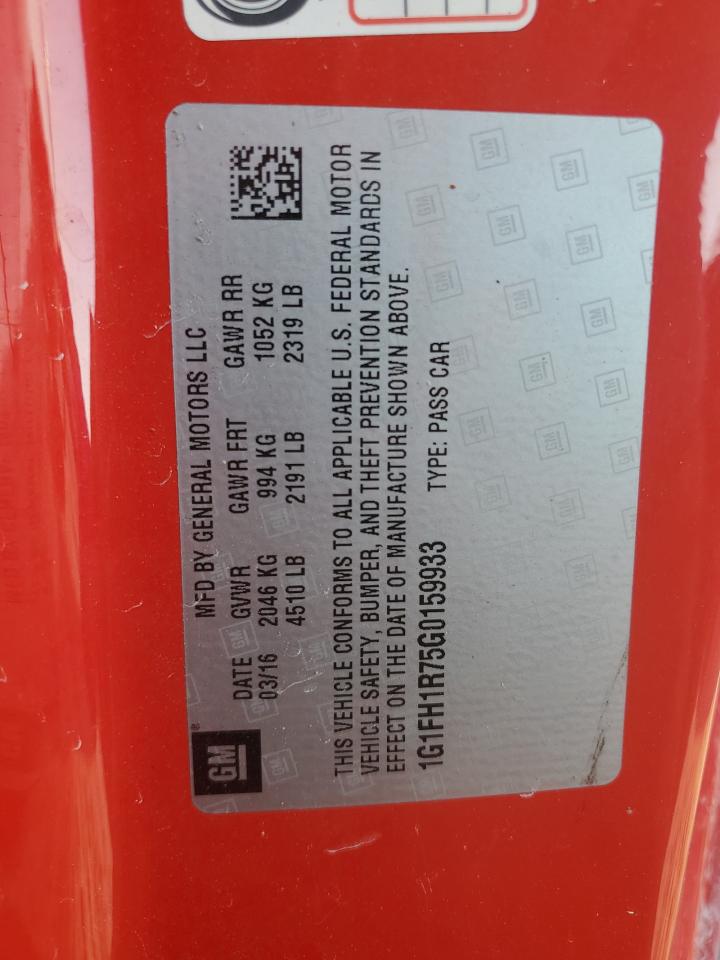 GM®
MFD BY GENERAL MOTORS LLC
DATE GVWR GAWR FRT GAWR RR
03/16 2046 KG 994 KG 1052 KG
4510 LB 2191 LB 2319 LB
THIS VEHICLE CONFORMS TO ALL APPLICABLE U.S. FEDERAL MOTOR
VEHICLE SAFETY, BUMPER, AND THEFT PREVENTION STANDARDS IN
EFFECT ON THE DATE OF MANUFACTURE SHOWN ABOVE.
1G1FH1R75G0159933 TYPE: PASS CAR